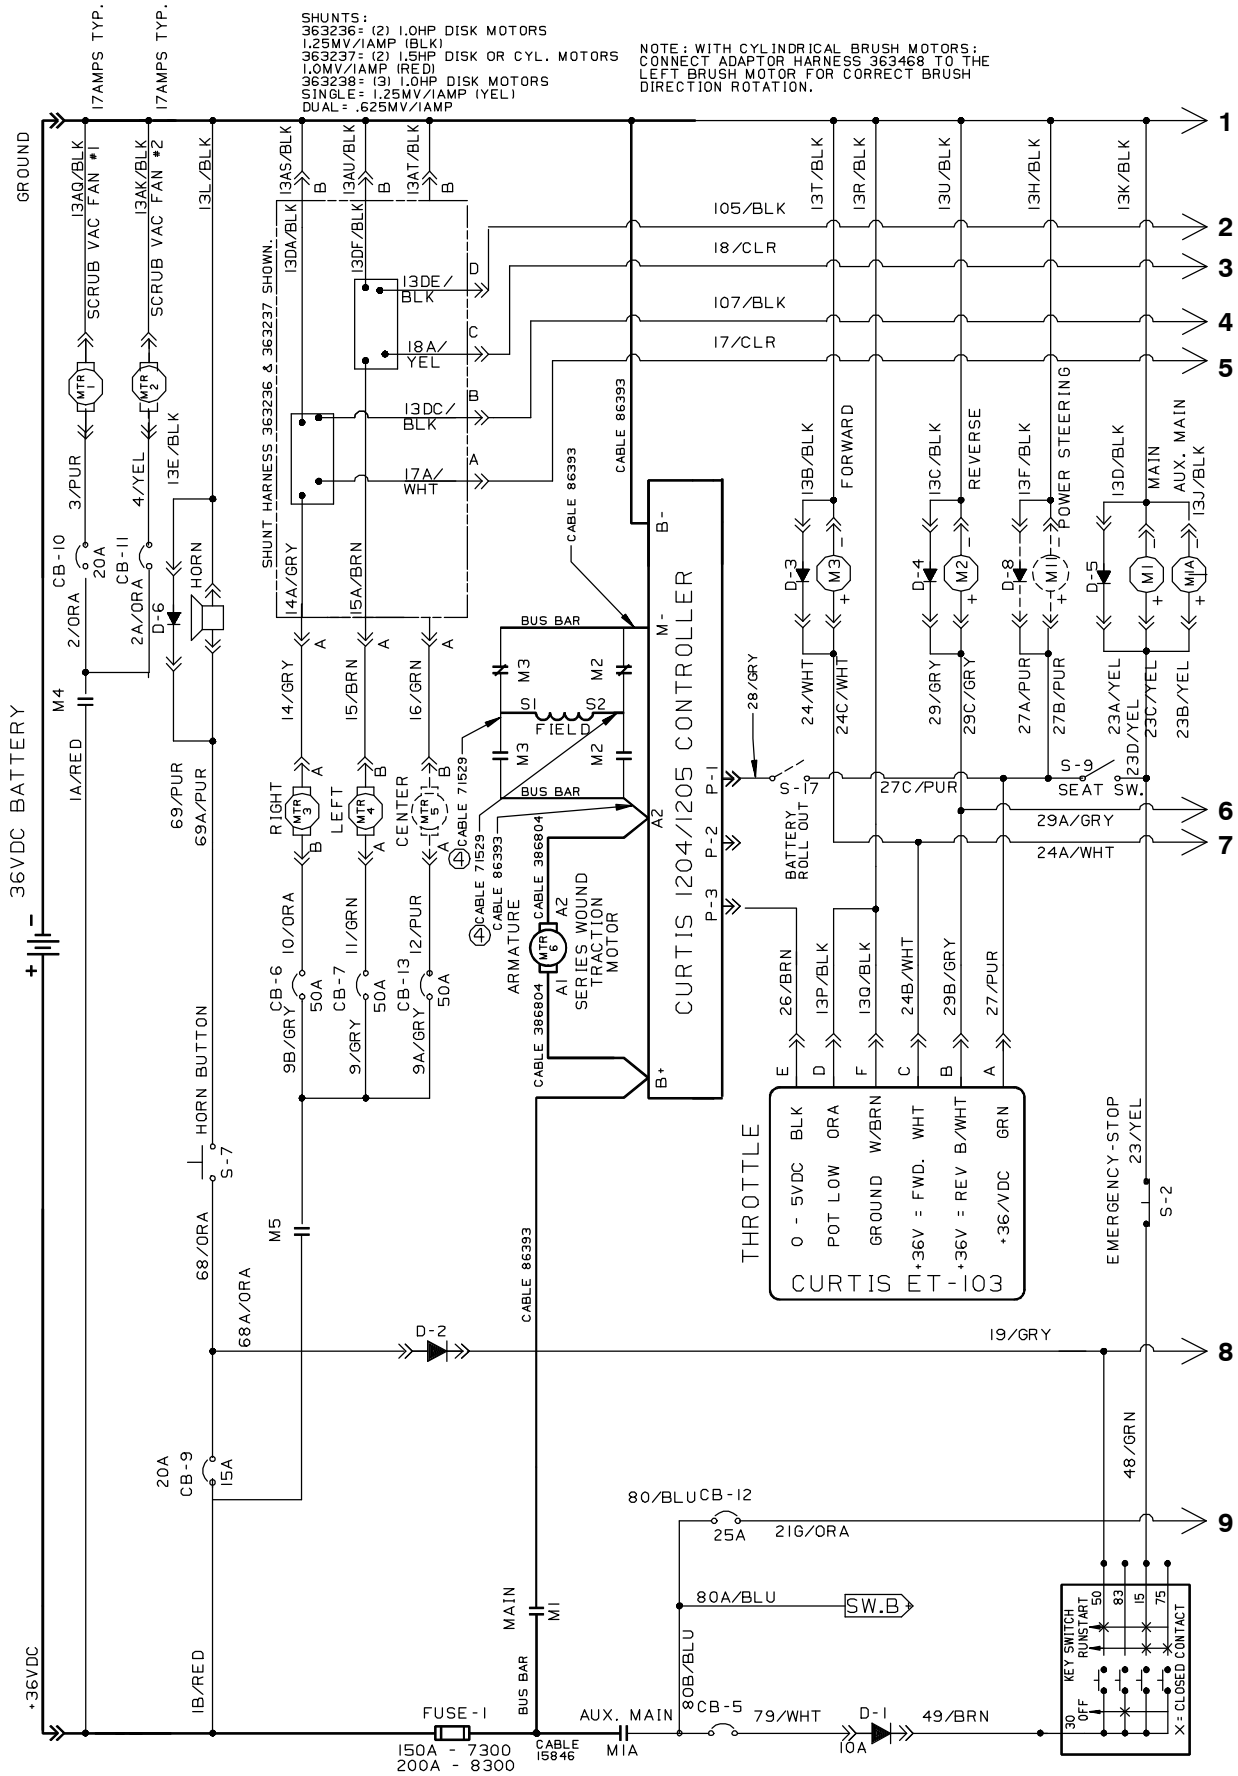 SHUNTS:
363236= (2) 1.0HP DISK MOTORS
1.25MV/1AMP (BLK)
363237= (2) 1.5HP DISK OR CYL. MOTORS
1.0MV/1AMP (RED)
363238= (3) 1.0HP DISK MOTORS
SINGLE= 1.25MV/1AMP (YEL)
DUAL= .625MV/1AMP
NOTE: WITH CYLINDRICAL BRUSH MOTORS:
CONNECT ADAPTOR HARNESS 363468 TO THE
LEFT BRUSH MOTOR FOR CORRECT BRUSH
DIRECTION ROTATION.
17AMPS TYP.
17AMPS TYP.
GROUND
13AQ/BLK
SCRUB VAC FAN #1
13AK/BLK
SCRUB VAC FAN #2
13L/BLK
13AS/BLK
B
13AU/BLK
B
13AT/BLK
B
13T/BLK
13R/BLK
13U/BLK
13H/BLK
13K/BLK
1
105/BLK
2
18/CLR
3
107/BLK
4
17/CLR
5
SHUNT HARNESS 363236 & 363237 SHOWN.
13DA/BLK
13DF/BLK
13DE/
BLK
D
18A/
YEL
C
13DC/
BLK
B
17A/
WHT
A
MTR
1
MTR
2
3/PUR
4/YEL
13E/BLK
CB-10
20A
CB-11
2/ORA
2A/ORA
D-6
HORN
14A/GRY
15A/BRN
A
A
A
CABLE 86393
CABLE 86393
B-
M-
BUS BAR
M3
M2
S1
S2
FIELD
M3
M2
BUS BAR
A2
CURTIS 1204/1205 CONTROLLER
P-1
P-2
P-3
B+
28/GRY
13B/BLK
FORWARD
13C/BLK
REVERSE
13F/BLK
POWER STEERING
13D/BLK
MAIN
AUX. MAIN
13J/BLK
D-3
M3
-
+
D-4
M2
-
+
D-8
M11
-
+
D-5
M1
-
+
M1A
24/WHT
24C/WHT
29/GRY
29C/GRY
27A/PUR
27B/PUR
23A/YEL
23D/YEL
23C/YEL
23B/YEL
S-17
BATTERY
ROLL OUT
27C/PUR
S-9
SEAT SW.
29A/GRY
6
24A/WHT
7
36VDC BATTERY
-
+
M4
1A/RED
69/PUR
69A/PUR
14/GRY
15/BRN
16/GRN
RIGHT
MTR
3
A
B
LEFT
MTR
4
B
A
CENTER
MTR
5
B
A
4
CABLE 71529
4
CABLE 71529
CABLE 86393
CABLE 386804
ARMATURE
A2
MTR
6
A1
SERIES WOUND
TRACTION
MOTOR
CABLE 386804
10/ORA
11/GRN
12/PUR
CB-6
50A
CB-7
50A
CB-13
50A
9B/GRY
9/GRY
9A/GRY
26/BRN
13P/BLK
13Q/BLK
24B/WHT
29B/GRY
27/PUR
E
D
F
C
B
A
THROTTLE
0 - 5VDC BLK
POT LOW ORA
GROUND W/BRN
+36V = FWD. WHT
+36V = REV B/WHT
+36/VDC GRN
CURTIS ET-103
HORN BUTTON
S-7
68/ORA
68A/ORA
M5
CABLE 86393
EMERGENCY-STOP
23/YEL
S-2
D-2
19/GRY
8
20A
CB-9
15A
48/GRN
80/BLU
CB-12
25A
21G/ORA
9
80A/BLU
SW.B+
80B/BLU
MAIN
M1
BUS BAR
+36VDC
1B/RED
FUSE-1
150A - 7300
200A - 8300
CABLE
15846
AUX. MAIN
M1A
CB-5
79/WHT
D-1
10A
49/BRN
KEY SWITCH
RUN
START
50
83
15
75
30
OFF
X = CLOSED CONTACT